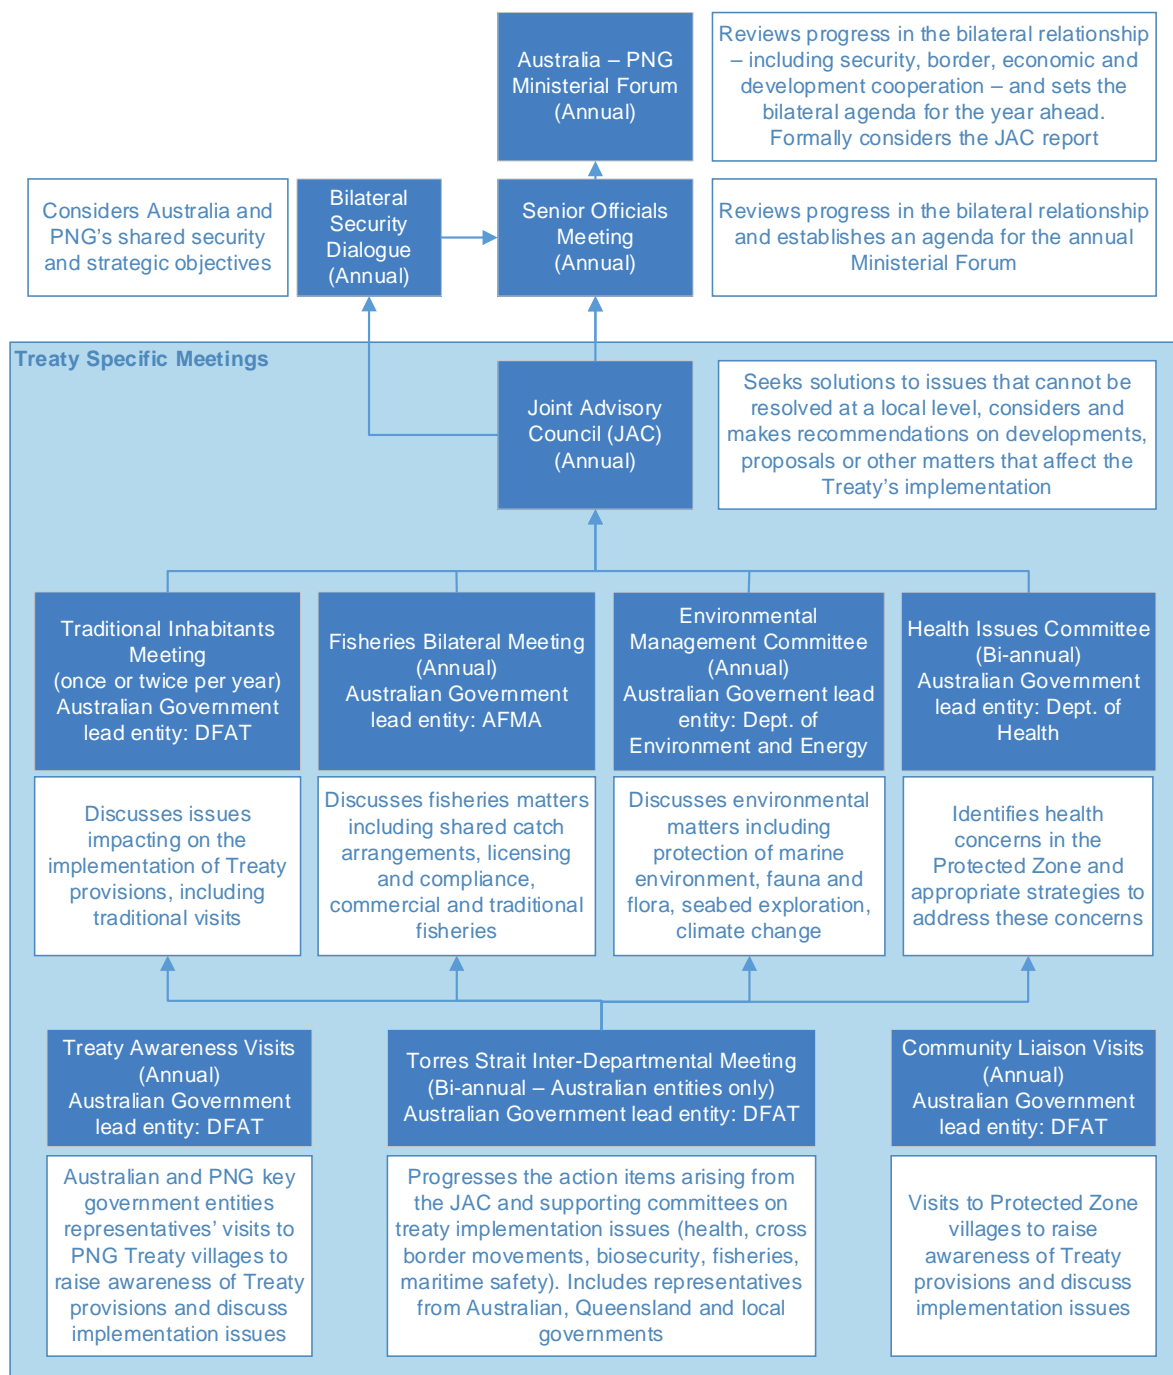 Australia – PNG
Ministerial Forum
(Annual)
Reviews progress in the bilateral relationship
– including security, border, economic and
development cooperation – and sets the
bilateral agenda for the year ahead.
Formally considers the JAC report
Considers Australia and
PNG's shared security
and strategic objectives
Bilateral
Security
Dialogue
(Annual)
Senior Officials
Meeting
(Annual)
Reviews progress in the bilateral relationship
and establishes an agenda for the annual
Ministerial Forum
Treaty Specific Meetings
Joint Advisory
Council (JAC)
(Annual)
Seeks solutions to issues that cannot be
resolved at a local level, considers and
makes recommendations on developments,
proposals or other matters that affect the
Treaty's implementation
Traditional Inhabitants
Meeting
(once or twice per year)
Australian Government
lead entity: DFAT
Fisheries Bilateral Meeting
(Annual)
Australian Government
lead entity: AFMA
Environmental
Management Committee
(Annual)
Australian Governent lead
entity: Dept. of
Environment and Energy
Health Issues Committee
(Bi-annual)
Australian Government
lead entity: Dept. of
Health
Discusses issues
impacting on the
implementation of Treaty
provisions, including
traditional visits
Discusses fisheries matters
including shared catch
arrangements, licensing
and compliance,
commercial and traditional
fisheries
Discusses environmental
matters including
protection of marine
environment, fauna and
flora, seabed exploration,
climate change
Identifies health
concerns in the
Protected Zone and
appropriate strategies to
address these concerns
Treaty Awareness Visits
(Annual)
Australian Government
lead entity: DFAT
Torres Strait Inter-Departmental Meeting
(Bi-annual – Australian entities only)
Australian Government lead entity: DFAT
Community Liaison Visits
(Annual)
Australian Government
lead entity: DFAT
Australian and PNG key
government entities
representatives' visits to
PNG Treaty villages to
raise awareness of Treaty
provisions and discuss
implementation issues
Progresses the action items arising from
the JAC and supporting committees on
treaty implementation issues (health, cross
border movements, biosecurity, fisheries,
maritime safety). Includes representatives
from Australian, Queensland and local
governments
Visits to Protected Zone
villages to raise
awareness of Treaty
provisions and discuss
implementation issues